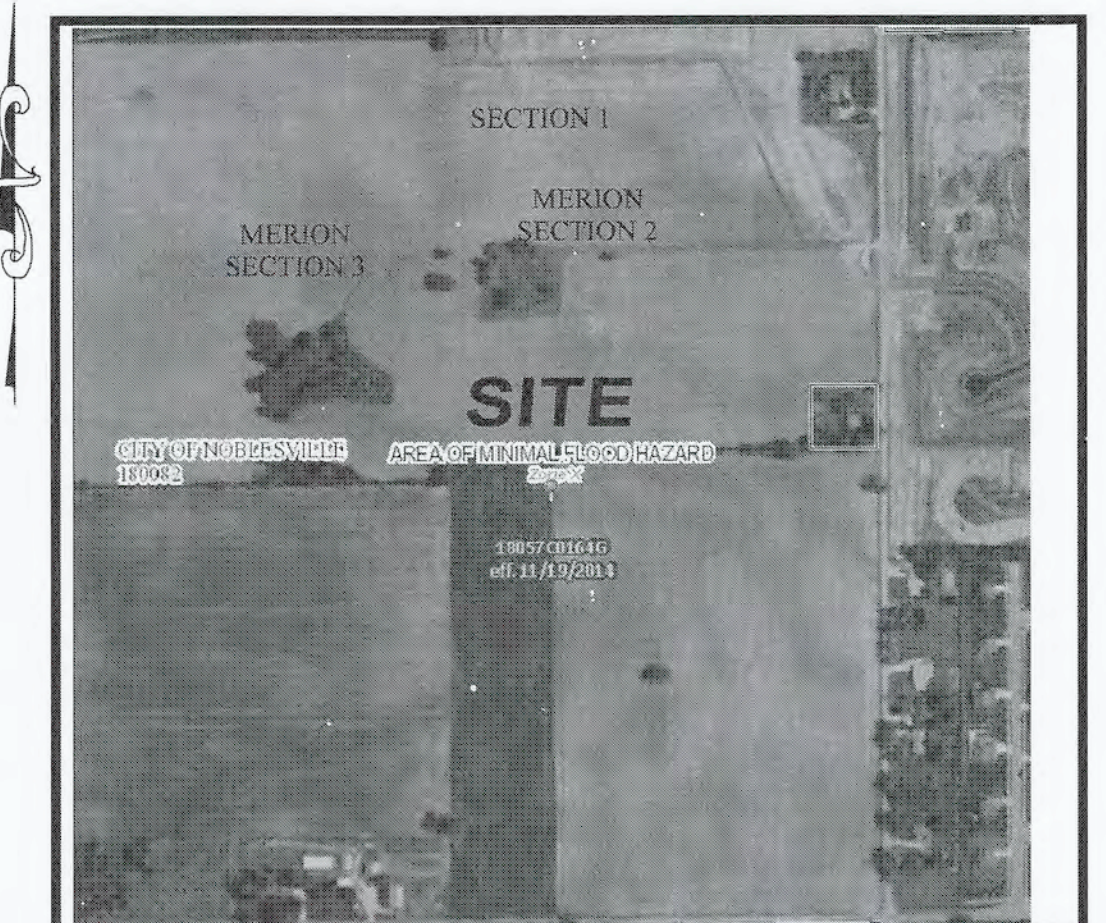 SECTION 1
MERION
SECTION 2
MERION
SECTION 3
SITE
CITY OF NOBLESVILLE
180082
AREA OF MINIMAL FLOOD HAZARD
Zone X
18057C0164G
eff. 11/19/2014